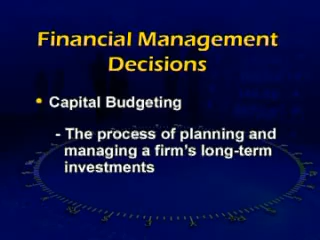 Financial Management
Decisions
• Capital Budgeting
- The process of planning and
managing a firm's long-term
investments